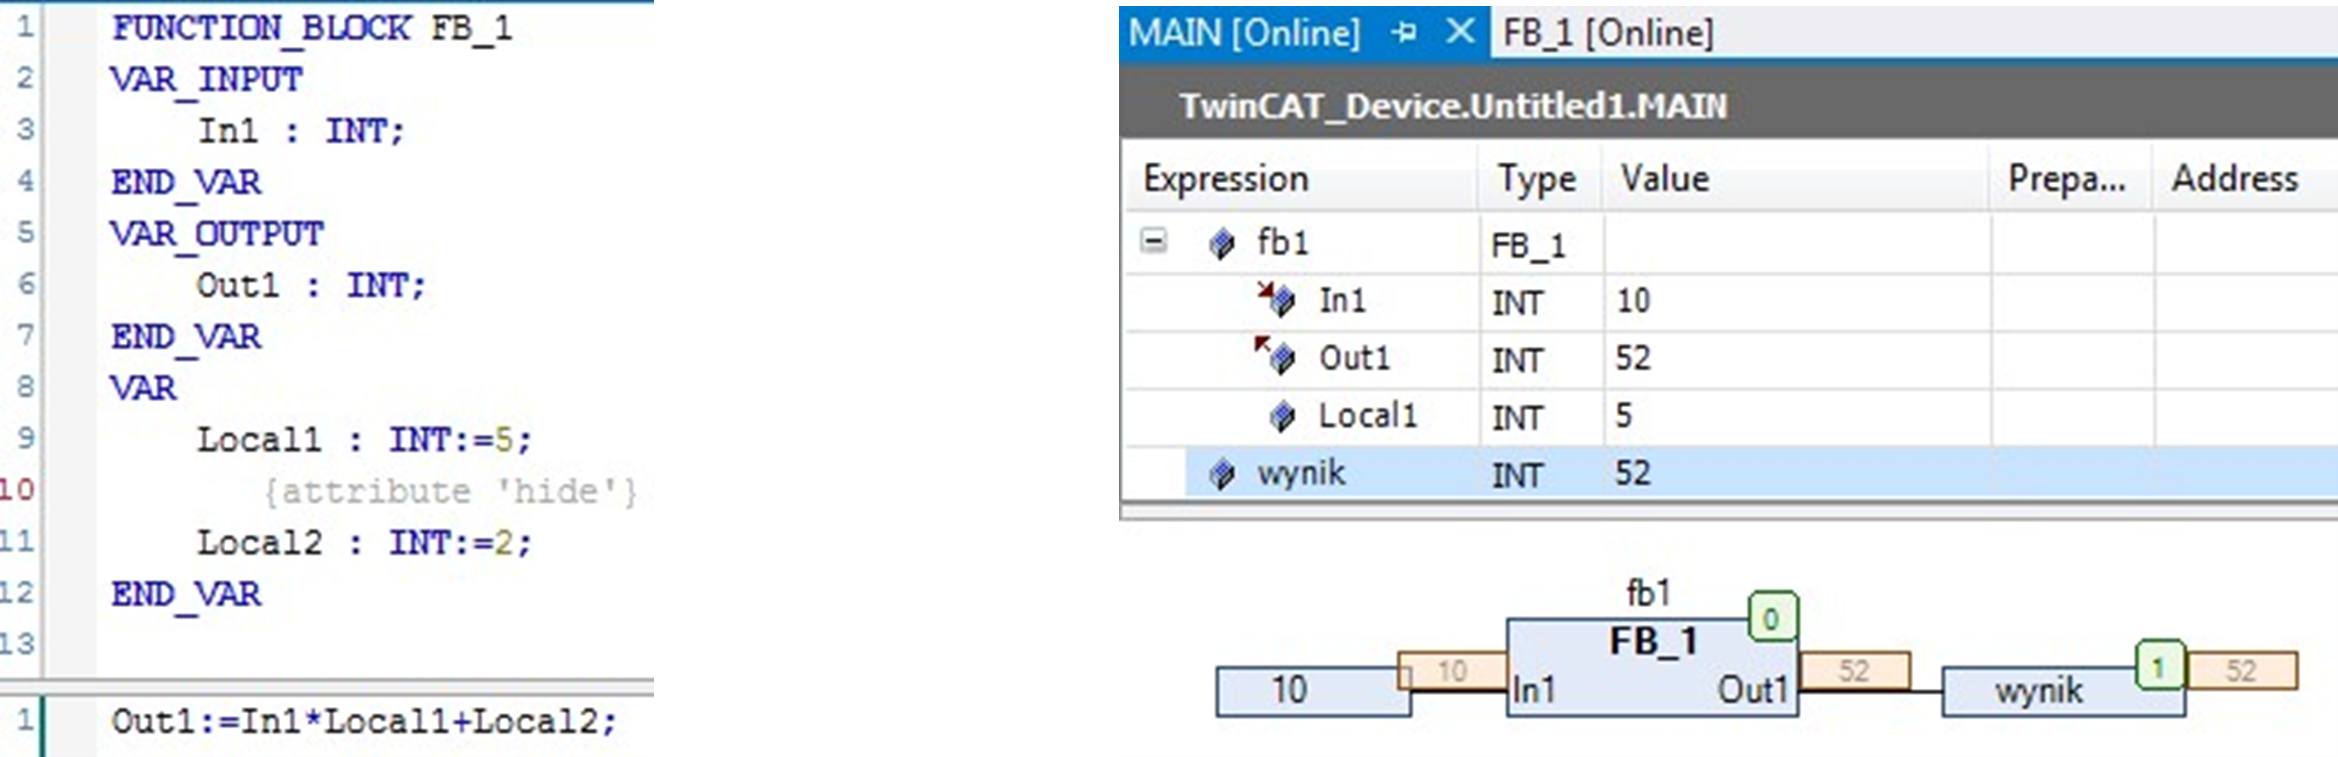 1 FUNCTION_BLOCK FB_1
2 VAR_INPUT
3 In1 : INT;
4 END_VAR
5 VAR_OUTPUT
6 Out1 : INT;
7 END_VAR
8 VAR
9 Local1 : INT:=5;
10 {attribute 'hide'}
11 Local2 : INT:=2;
12 END_VAR
13
1 Out1:=In1*Local1+Local2;
MAIN [Online] FB_1 [Online]
TwinCAT_Device.Untitled1.MAIN
Expression Type Value Prepa... Address
fb1 FB_1
In1 INT 10
Out1 INT 52
Local1 INT 5
wynik INT 52
fb1
0
FB_1
10 10 In1 Out1 52 wynik 1 52